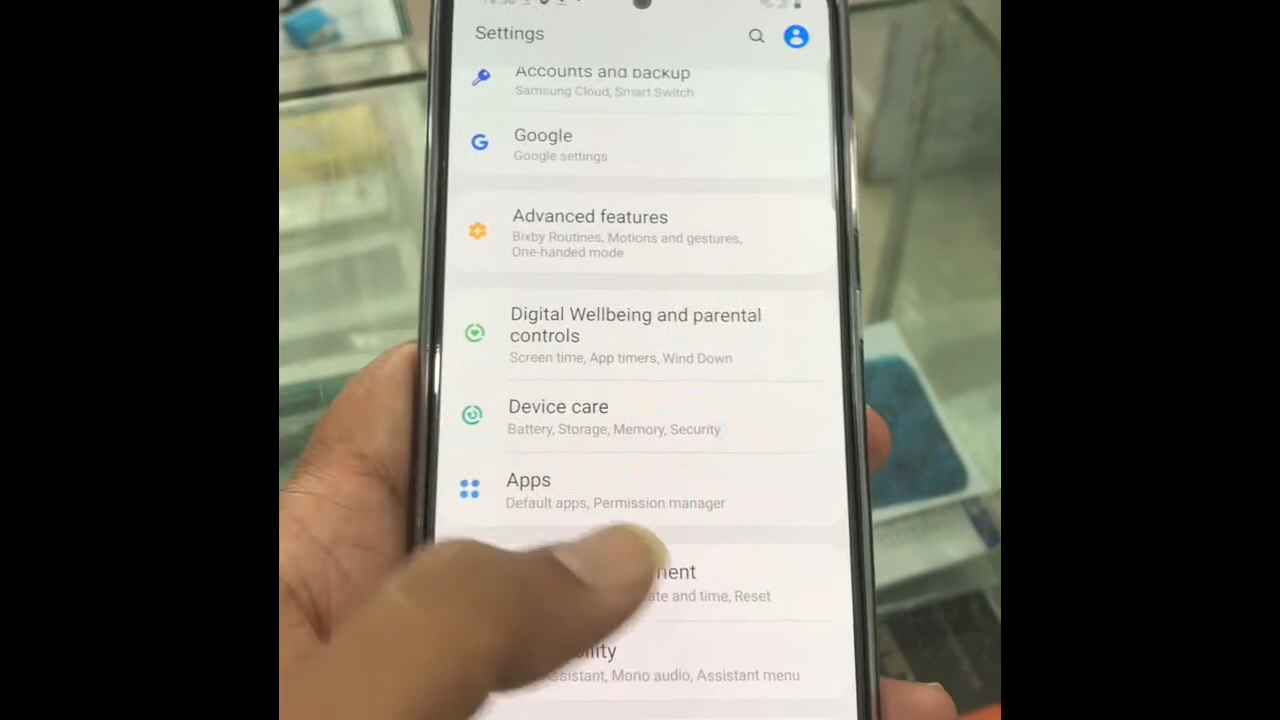 Settings
Accounts and backup
Samsung Cloud, Smart Switch
Google
Google settings
Advanced features
Bixby Routines, Motions and gestures,
One-handed mode
Digital Wellbeing and parental
controls
Screen time, App timers, Wind Down
Device care
Battery, Storage, Memory, Security
Apps
Default apps, Permission manager
ment
ate and time, Reset
ility
ssistant, Mono audio, Assistant menu